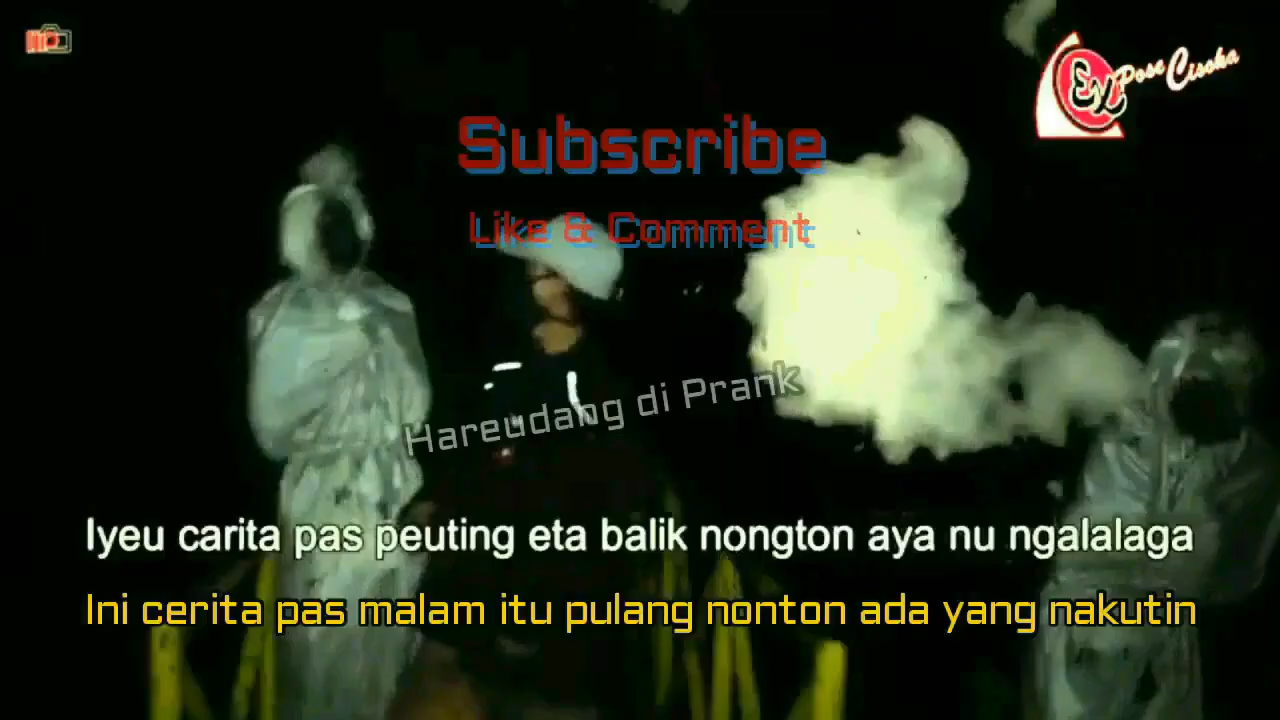 Ex Pose Cisoka
Subscribe
Like & Comment
Hareudang di Prank
Iyeu carita pas peuting eta balik nongton aya nu ngalalaga
Ini cerita pas malam itu pulang nonton ada yang nakutin